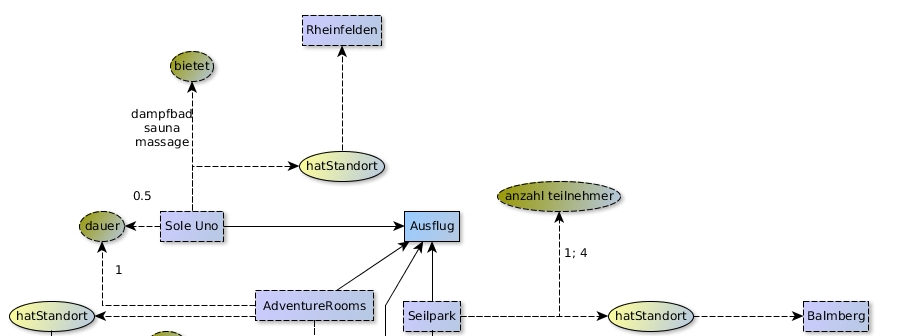 Rheinfelden
bietet
dampfbad
sauna
massage
hatStandort
anzahl teilnehmer
0.5
dauer
Sole Uno
Ausflug
1; 4
1
AdventureRooms
hatStandort
Seilpark
hatStandort
Balmberg